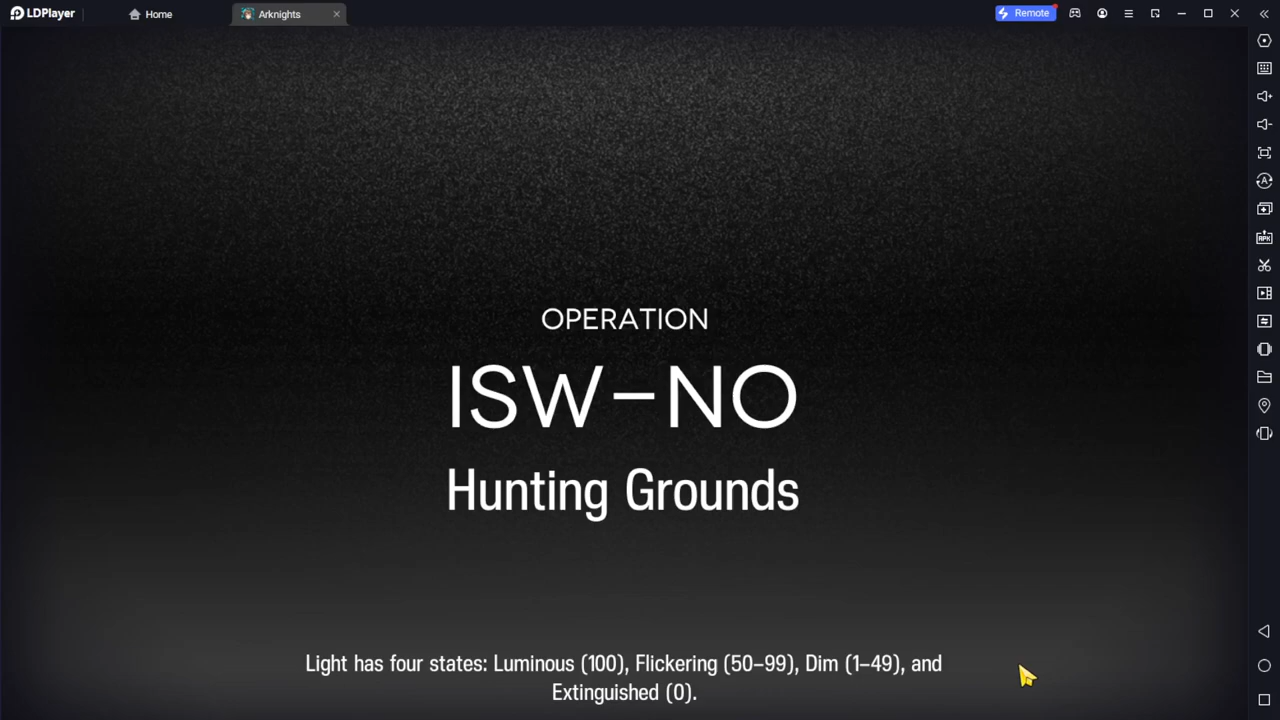 LDPlayer
Home
Arknights
Remote
APK
OPERATION
ISW-NO
Hunting Grounds
Light has four states: Luminous (100), Flickering (50-99), Dim (1-49), and
Extinguished (0).